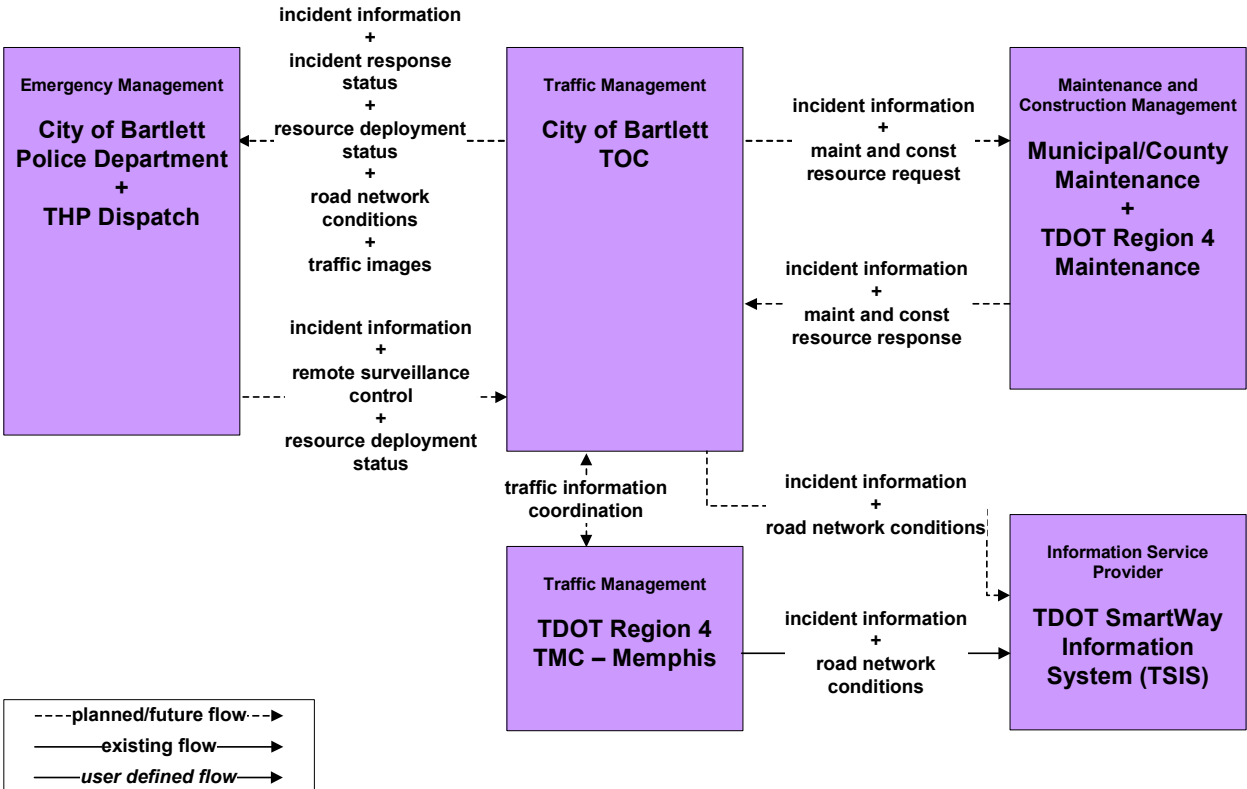 incident information
+
incident response
status
+
resource deployment
status
+
road network
conditions
+
traffic images
Emergency Management
City of Bartlett
Police Department
+
THP Dispatch
incident information
+
remote surveillance
control
+
resource deployment
status
Traffic Management
City of Bartlett
TOC
incident information
+
maint and const
resource request
incident information
+
maint and const
resource response
Maintenance and
Construction Management
Municipal/County
Maintenance
+
TDOT Region 4
Maintenance
traffic information
coordination
incident information
+
road network conditions
Traffic Management
TDOT Region 4
TMC – Memphis
incident information
+
road network
conditions
Information Service
Provider
TDOT SmartWay
Information
System (TSIS)
planned/future flow
existing flow
user defined flow